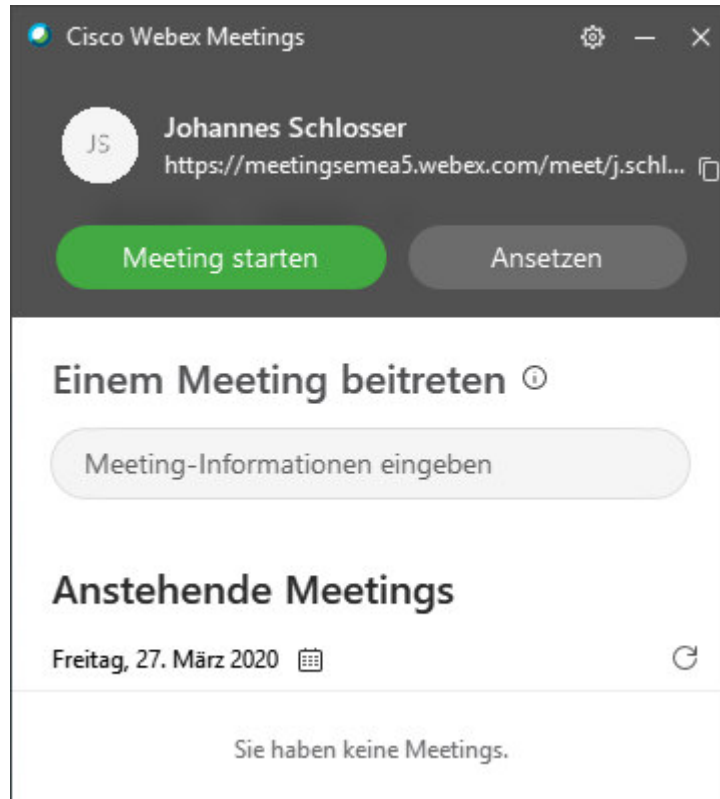 Cisco Webex Meetings
JS
Johannes Schlosser
https://meetingsemea5.webex.com/meet/j.schl...
Meeting starten
Ansetzen
Einem Meeting beitreten
Meeting-Informationen eingeben
Anstehende Meetings
Freitag, 27. März 2020
Sie haben keine Meetings.